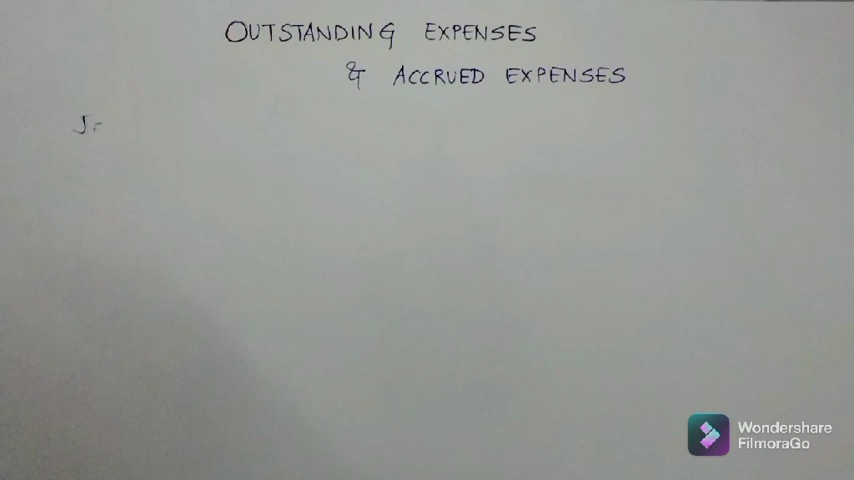 OUTSTANDING EXPENSES
& ACCRUED EXPENSES
Wondershare
FilmoraGo